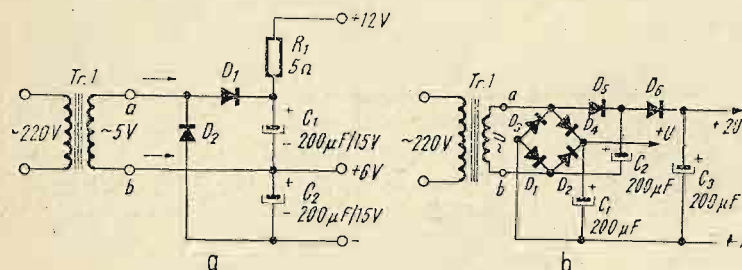 +12V
R1
5Ω
Tr.1
D1
a
~220V
~5V
D2
+
C1
- 200μF/15V
b
+6V
+
C2
- 200μF/15V
-
a
Tr.1
a
D5
D6
~220V
~U
D3
D4
+U
+2U
+
C2
200μF
+
C3
200μF
b
D1
D2
+
C1
200μF
b